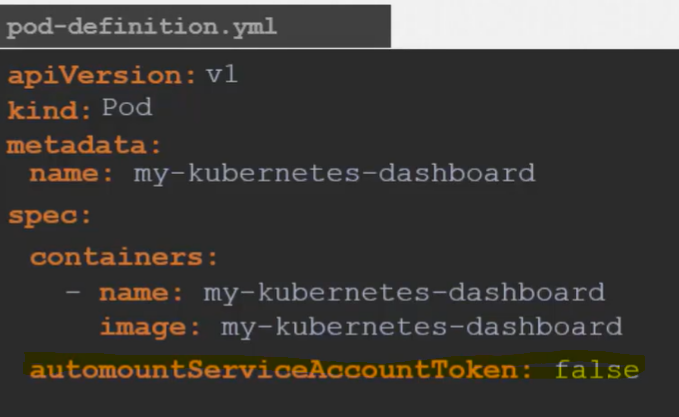 pod-definition.yml
apiVersion: v1
kind: Pod
metadata:
name: my-kubernetes-dashboard
spec:
containers:
- name: my-kubernetes-dashboard
image: my-kubernetes-dashboard
automountServiceAccountToken: false